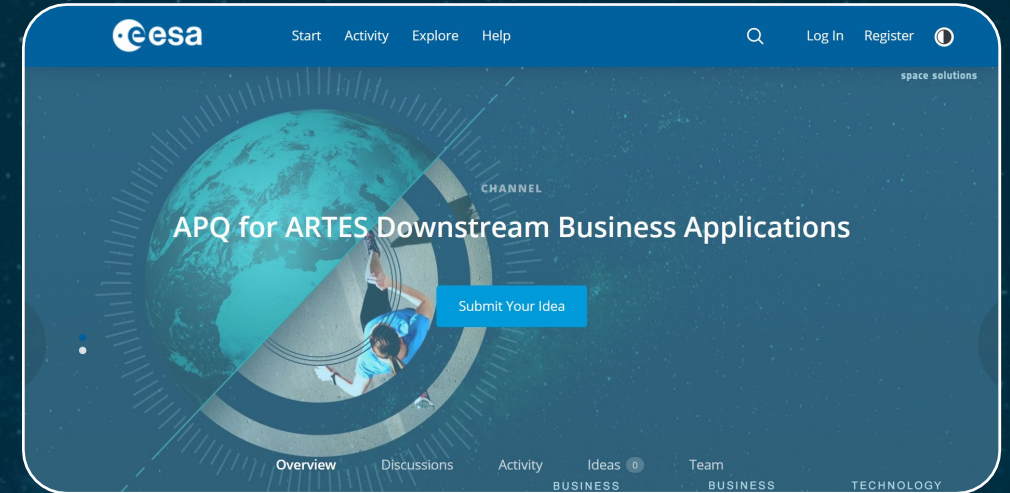 esa
Start Activity Explore Help Log In Register
space solutions
CHANNEL
APQ for ARTES Downstream Business Applications
Submit Your Idea
Overview Discussions Activity Ideas 0 Team
BUSINESS BUSINESS TECHNOLOGY